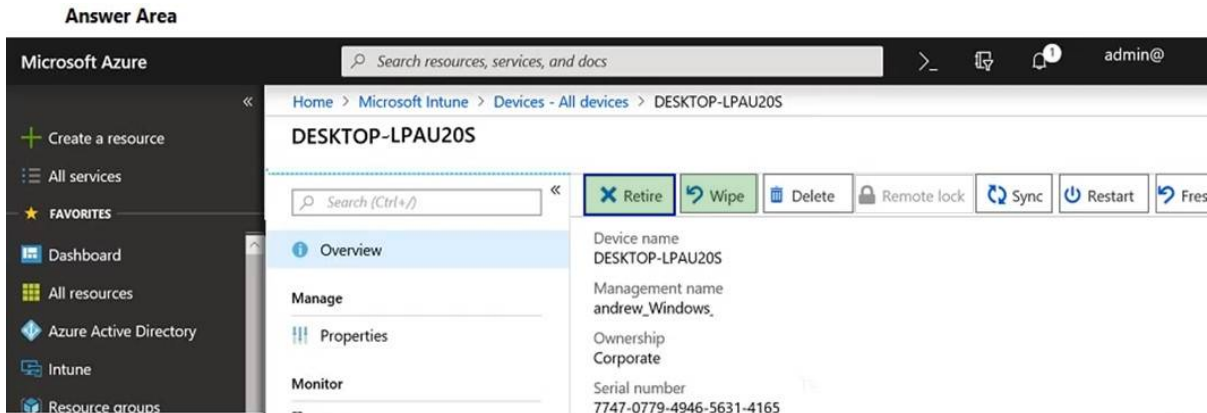 Answer Area
Microsoft Azure
Search resources, services, and docs
1
admin@
Home > Microsoft Intune > Devices - All devices > DESKTOP-LPAU20S
DESKTOP-LPAU20S
Create a resource
All services
FAVORITES
Dashboard
All resources
Azure Active Directory
Intune
Resource groups
Search (Ctrl+/)
Overview
Manage
Properties
Monitor
Retire Wipe Delete Remote lock Sync Restart Fres
Device name
DESKTOP-LPAU20S
Management name
andrew_Windows_
Ownership
Corporate
Serial number
7747-0779-4946-5631-4165